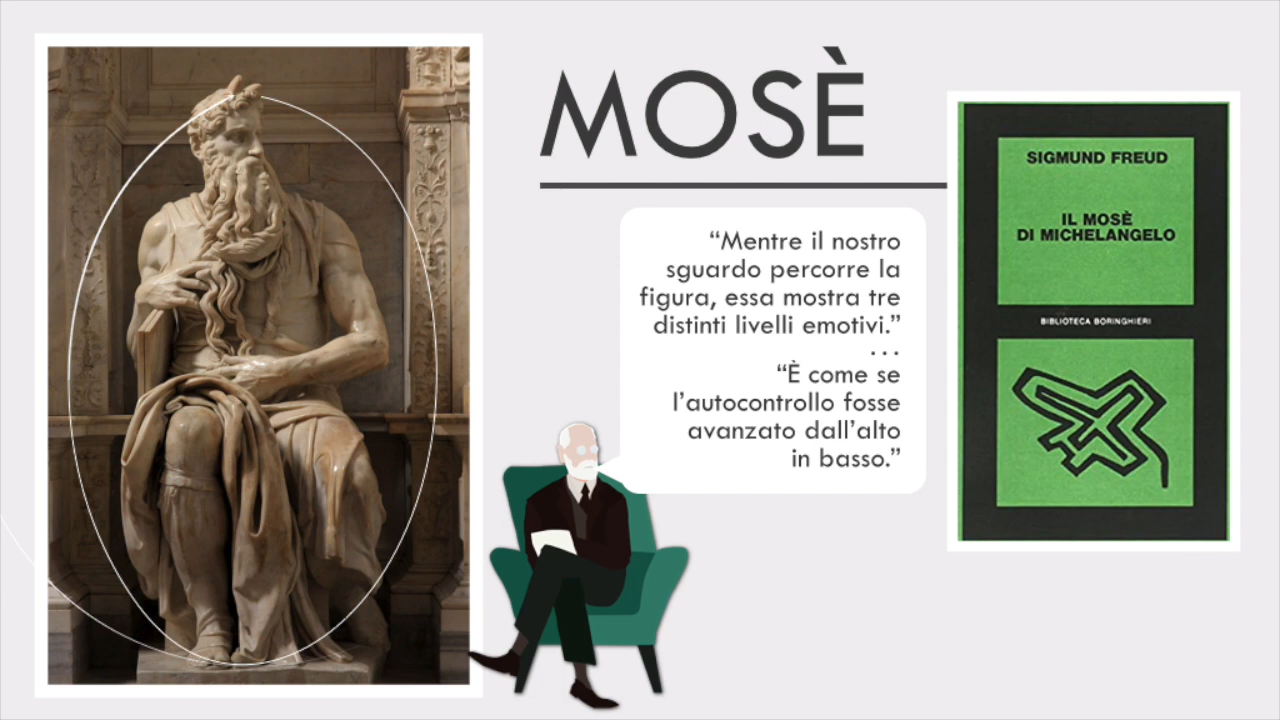 MOSÈ
“Mentre il nostro
sguardo percorre la
figura, essa mostra tre
distinti livelli emotivi.”
...
“È come se
l’autocontrollo fosse
avanzato dall’alto
in basso.”
SIGMUND FREUD
IL MOSÈ
DI MICHELANGELO
BIBLIOTECA BORINGHIERI